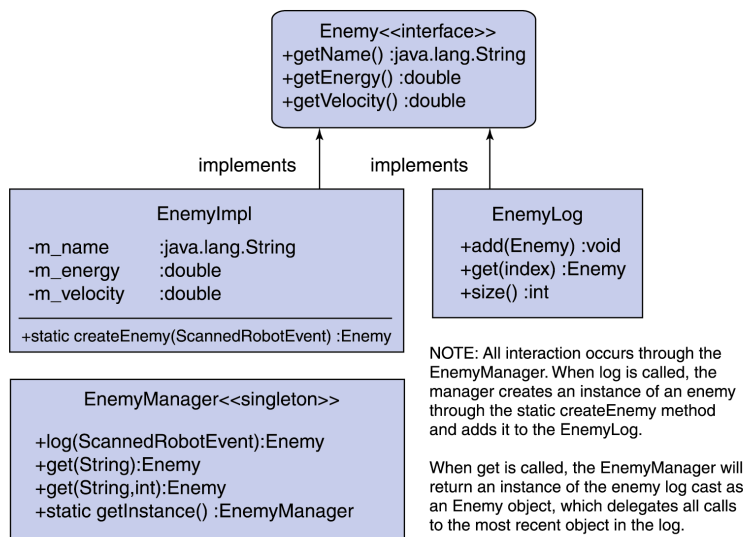 Enemy<<interface>>
+getName() :java.lang.String
+getEnergy() :double
+getVelocity() :double
implements
implements
EnemyImpl
-m_name :java.lang.String
-m_energy :double
-m_velocity :double
+static createEnemy(ScannedRobotEvent) :Enemy
EnemyLog
+add(Enemy) :void
+get(index) :Enemy
+size() :int
EnemyManager<<singleton>>
+log(ScannedRobotEvent):Enemy
+get(String):Enemy
+get(String,int):Enemy
+static getInstance() :EnemyManager
NOTE: All interaction occurs through the
EnemyManager. When log is called, the
manager creates an instance of an enemy
through the static createEnemy method
and adds it to the EnemyLog.
When get is called, the EnemyManager will
return an instance of the enemy log cast as
an Enemy object, which delegates all calls
to the most recent object in the log.